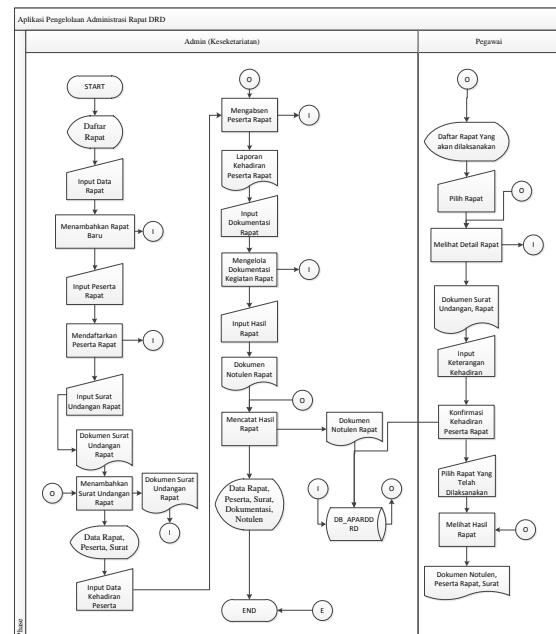 Aplikasi Pengelolaan Administrasi Rapat DRD
Admin (Keseketariatan)
Pegawai
Phase
START
Daftar
Rapat
Input Data
Rapat
Menambahkan Rapat
Baru
I
Input Peserta
Rapat
Mendaftarkan
Peserta Rapat
I
Input Surat
Undangan Rapat
Dokumen Surat
Undangan
Rapat
O
Menambahkan
Surat Undangan
Rapat
Dokumen Surat
Undangan
Rapat
I
Data Rapat,
Peserta, Surat
Input Data
Kehadiran Peserta
O
Mengabsen
Peserta Rapat
I
Laporan
Kehadiran
Peserta Rapat
Input
Dokumentasi
Rapat
Mengelola
Dokumentasi
Kegiatan Rapat
I
Input Hasil
Rapat
Dokumen
Notulen Rapat
O
Mencatat Hasil
Rapat
Dokumen
Notulen Rapat
Data Rapat,
Peserta, Surat,
Dokumentasi,
Notulen
I
DB_APARDD
RD
O
END
E
O
Daftar Rapat Yang
akan dilaksanakan
Pilih Rapat
O
Melihat Detail Rapat
I
Dokumen Surat
Undangan, Rapat
Input
Keterangan
Kehadiran
Konfirmasi
Kehadiran
Peserta Rapat
Pilih Rapat Yang
Telah
Dilaksanakan
Melihat Hasil
Rapat
O
Dokumen Notulen,
Peserta Rapat, Surat